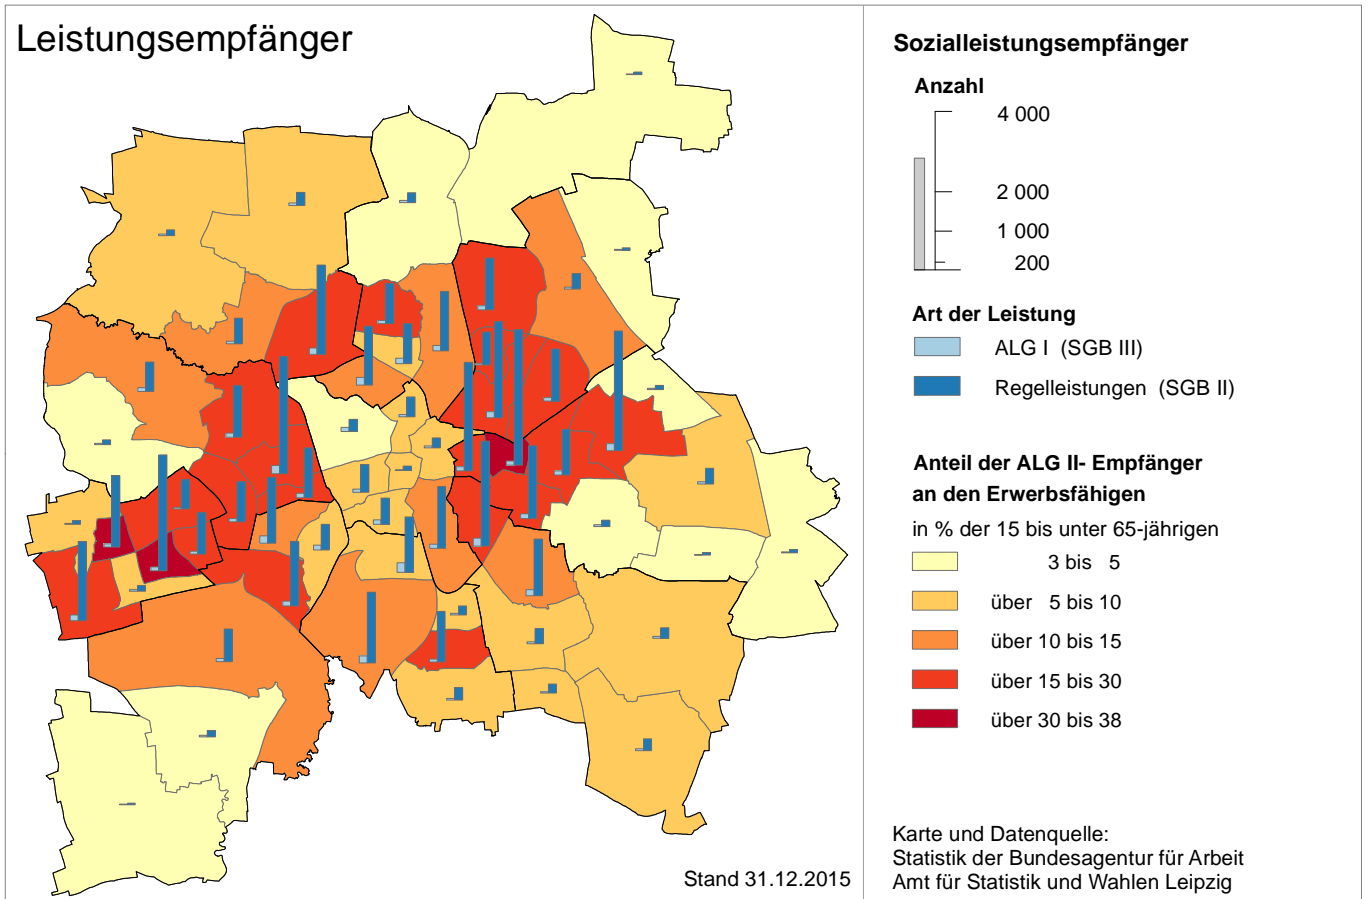 Leistungsempfänger
Stand 31.12.2015
Sozialleistungsempfänger
Anzahl
4 000
2 000
1 000
200
Art der Leistung
ALG I (SGB III)
Regelleistungen (SGB II)
Anteil der ALG II- Empfänger
an den Erwerbsfähigen
in % der 15 bis unter 65-jährigen
3 bis 5
über 5 bis 10
über 10 bis 15
über 15 bis 30
über 30 bis 38
Karte und Datenquelle:
Statistik der Bundesagentur für Arbeit
Amt für Statistik und Wahlen Leipzig